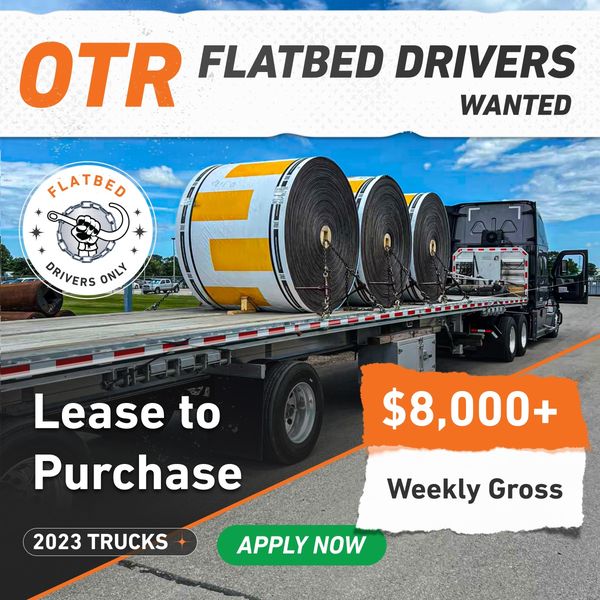 OTR FLATBED DRIVERS
WANTED
FLATBED
DRIVERS ONLY
Lease to
Purchase
$8,000+
Weekly Gross
2023 TRUCKS
APPLY NOW